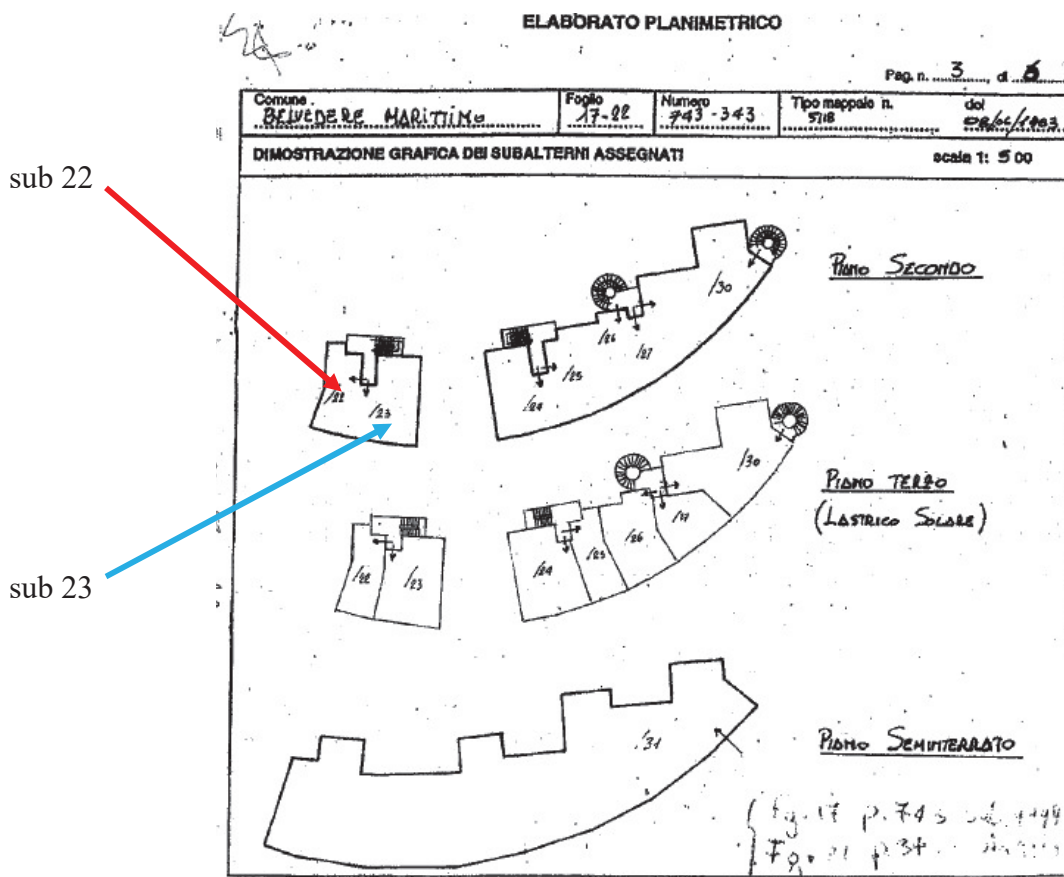 ELABORATO PLANIMETRICO
Pag. n. 3 di
Comune BELVEDERE MARITTIMO
Foglio 17-22
Numero 743-343
Tipo mappale n. 5718
del
DIMOSTRAZIONE GRAFICA DEI SUBALTERNI ASSEGNATI
scala 1: 500
sub 22
PIANO SECONDO
/30
/26
/27
/25
/22
/23
/24
/30
PIANO TERZO
(LASTRICO SOLARE)
/26
/24
/25
/22
/23
sub 23
/31
PIANO SEMINTERRATO